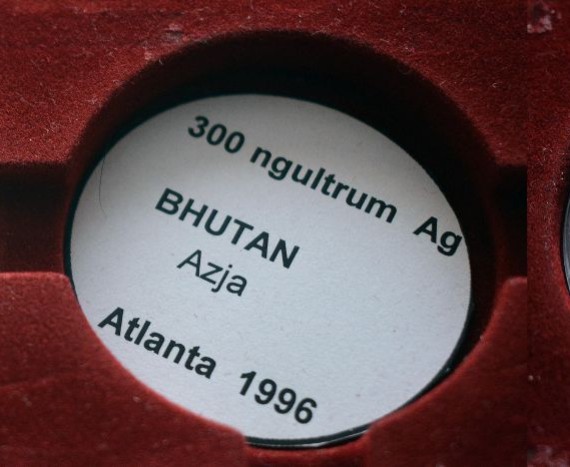 300 ngultrum Ag
BHUTAN
Azja
Atlanta 1996